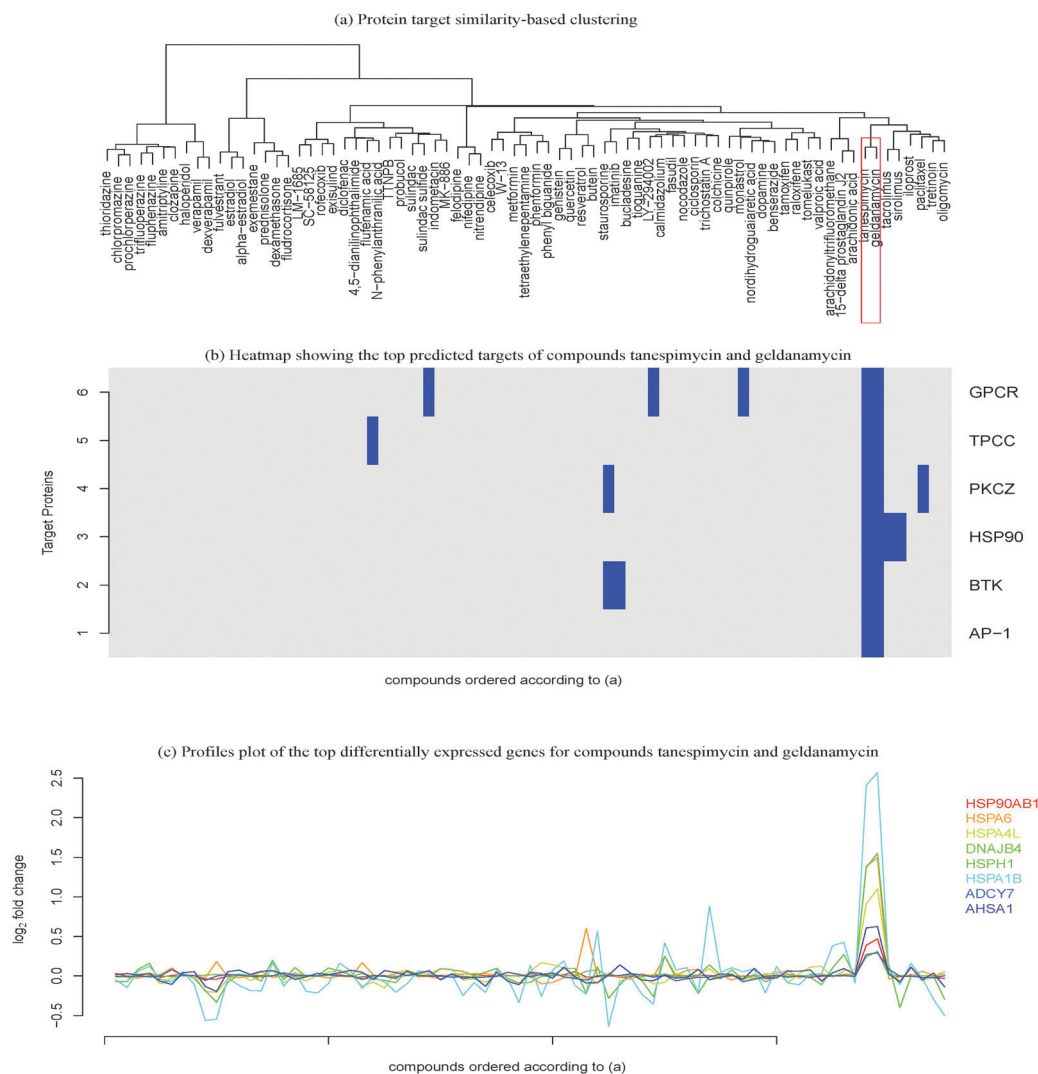 (a) Protein target similarity-based clustering
thioridazine
chlorpromazine
prochlorperazine
trifluoperazine
fluphenazine
amitriptyline
clozapine
haloperidol
verapamil
dexverapamil
fulvestrant
estradiol
alpha-estradiol
exemestane
prednisolone
dexamethasone
fludrocortisone
LM-1685
SC-58125
rofecoxib
exisulind
diclofenac
4,5-dianilinophthalimide
flufenamic acid
N-phenylanthranilic acid
TTNPB
probucol
sulindac
sulindac sulfide
indometacin
MK-886
felodipine
nifedipine
nitrendipine
celecoxib
W-13
metformin
tetraethylenepentamine
phenformin
phenyl biguanide
genistein
quercetin
resveratrol
butein
staurosporine
imatinib
bucladesine
tioguanine
LY-294002
calmidazolium
fasudil
nocodazole
ciclosporin
trichostatin A
colchicine
quinpirole
monastrol
nordihydroguaiaretic acid
dopamine
benserazide
tamoxifen
raloxifene
tomelukast
valproic acid
arachidonyltrifluoromethane
15-delta prostaglandin J2
arachidonic acid
tanespimycin
geldanamycin
tacrolimus
sirolimus
iloprost
paclitaxel
tretinoin
oligomycin
(b) Heatmap showing the top predicted targets of compounds tanespimycin and geldanamycin
Target Proteins
6
5
4
3
2
1
GPCR
TPCC
PKCZ
HSP90
BTK
AP-1
compounds ordered according to (a)
(c) Profiles plot of the top differentially expressed genes for compounds tanespimycin and geldanamycin
log2 fold change
2.5
2.0
1.5
1.0
0.5
0.0
-0.5
HSP90AB1
HSPA6
HSPA4L
DNAJB4
HSPH1
HSPA1B
ADCY7
AHSA1
compounds ordered according to (a)